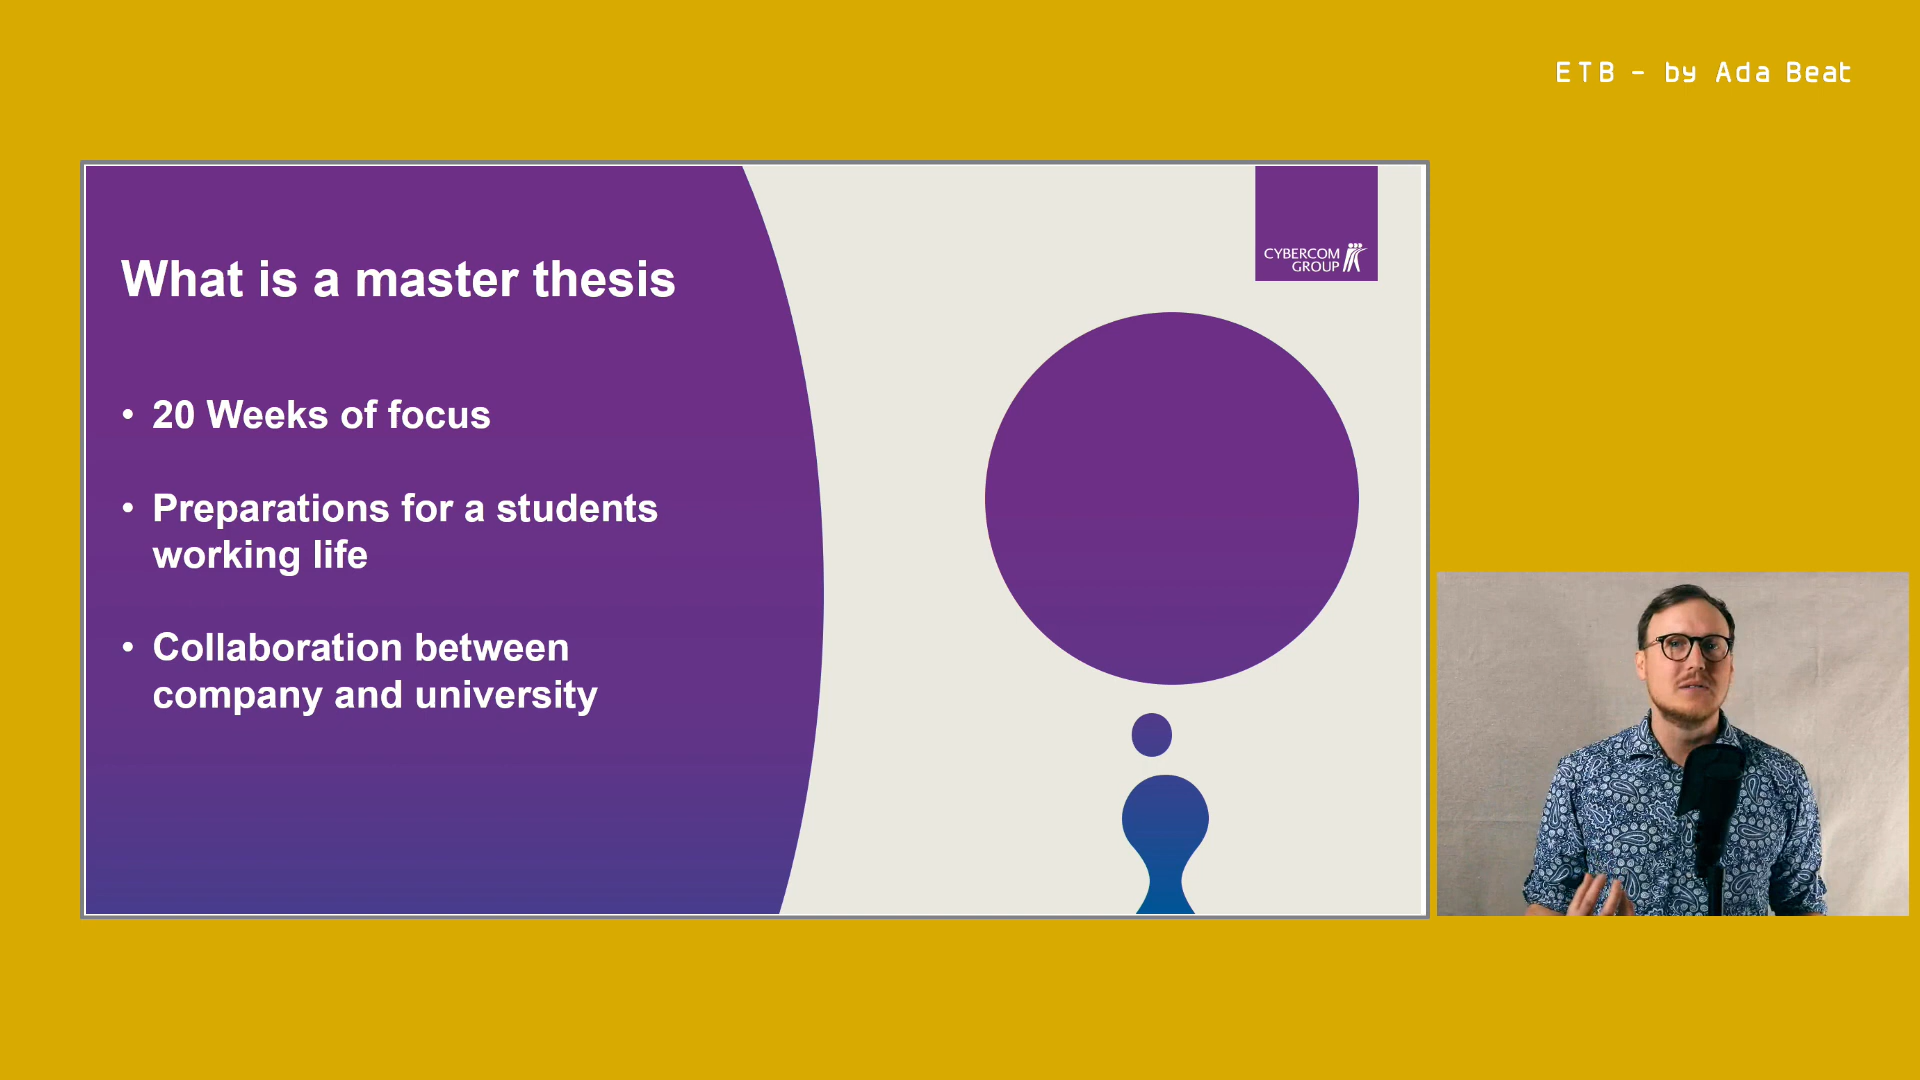 ETB - by Ada Beat
CYBERCOM
GROUP
What is a master thesis
• 20 Weeks of focus
• Preparations for a students
working life
• Collaboration between
company and university